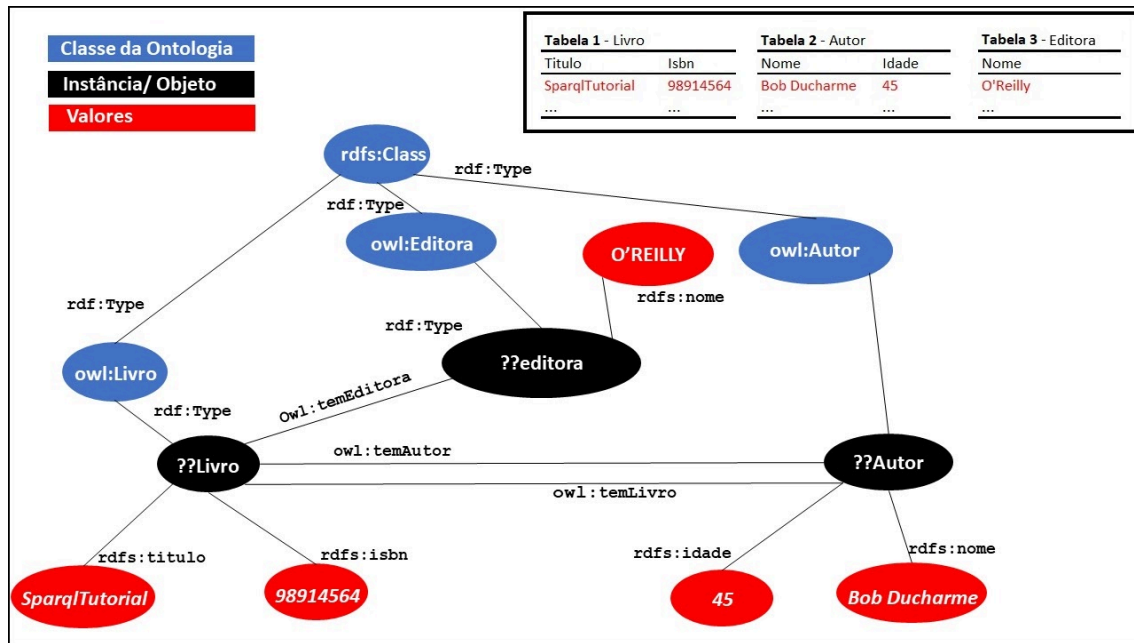 Classe da Ontologia
Instância/ Objeto
Valores
Tabela 1 - Livro
Titulo Isbn
SparqlTutorial 98914564
... ...
Tabela 2 - Autor
Nome Idade
Bob Ducharme 45
... ...
Tabela 3 - Editora
Nome
O'Reilly
...
rdfs:Class
rdf:Type
rdf:Type
owl:Editora
O’REILLY
owl:Autor
rdfs:nome
rdf:Type
rdf:Type
??editora
owl:Livro
Owl:temEditora
rdf:Type
owl:temAutor
??Livro
??Autor
owl:temLivro
rdfs:titulo
rdfs:isbn
rdfs:idade
rdfs:nome
SparqlTutorial
98914564
45
Bob Ducharme